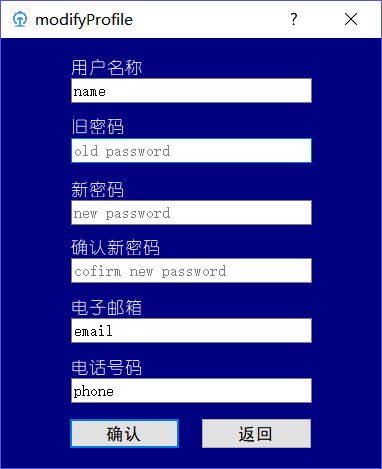 modifyProfile
用户名称
name
旧密码
old password
新密码
new password
确认新密码
cofirm new password
电子邮箱
email
电话号码
phone
确认 返回